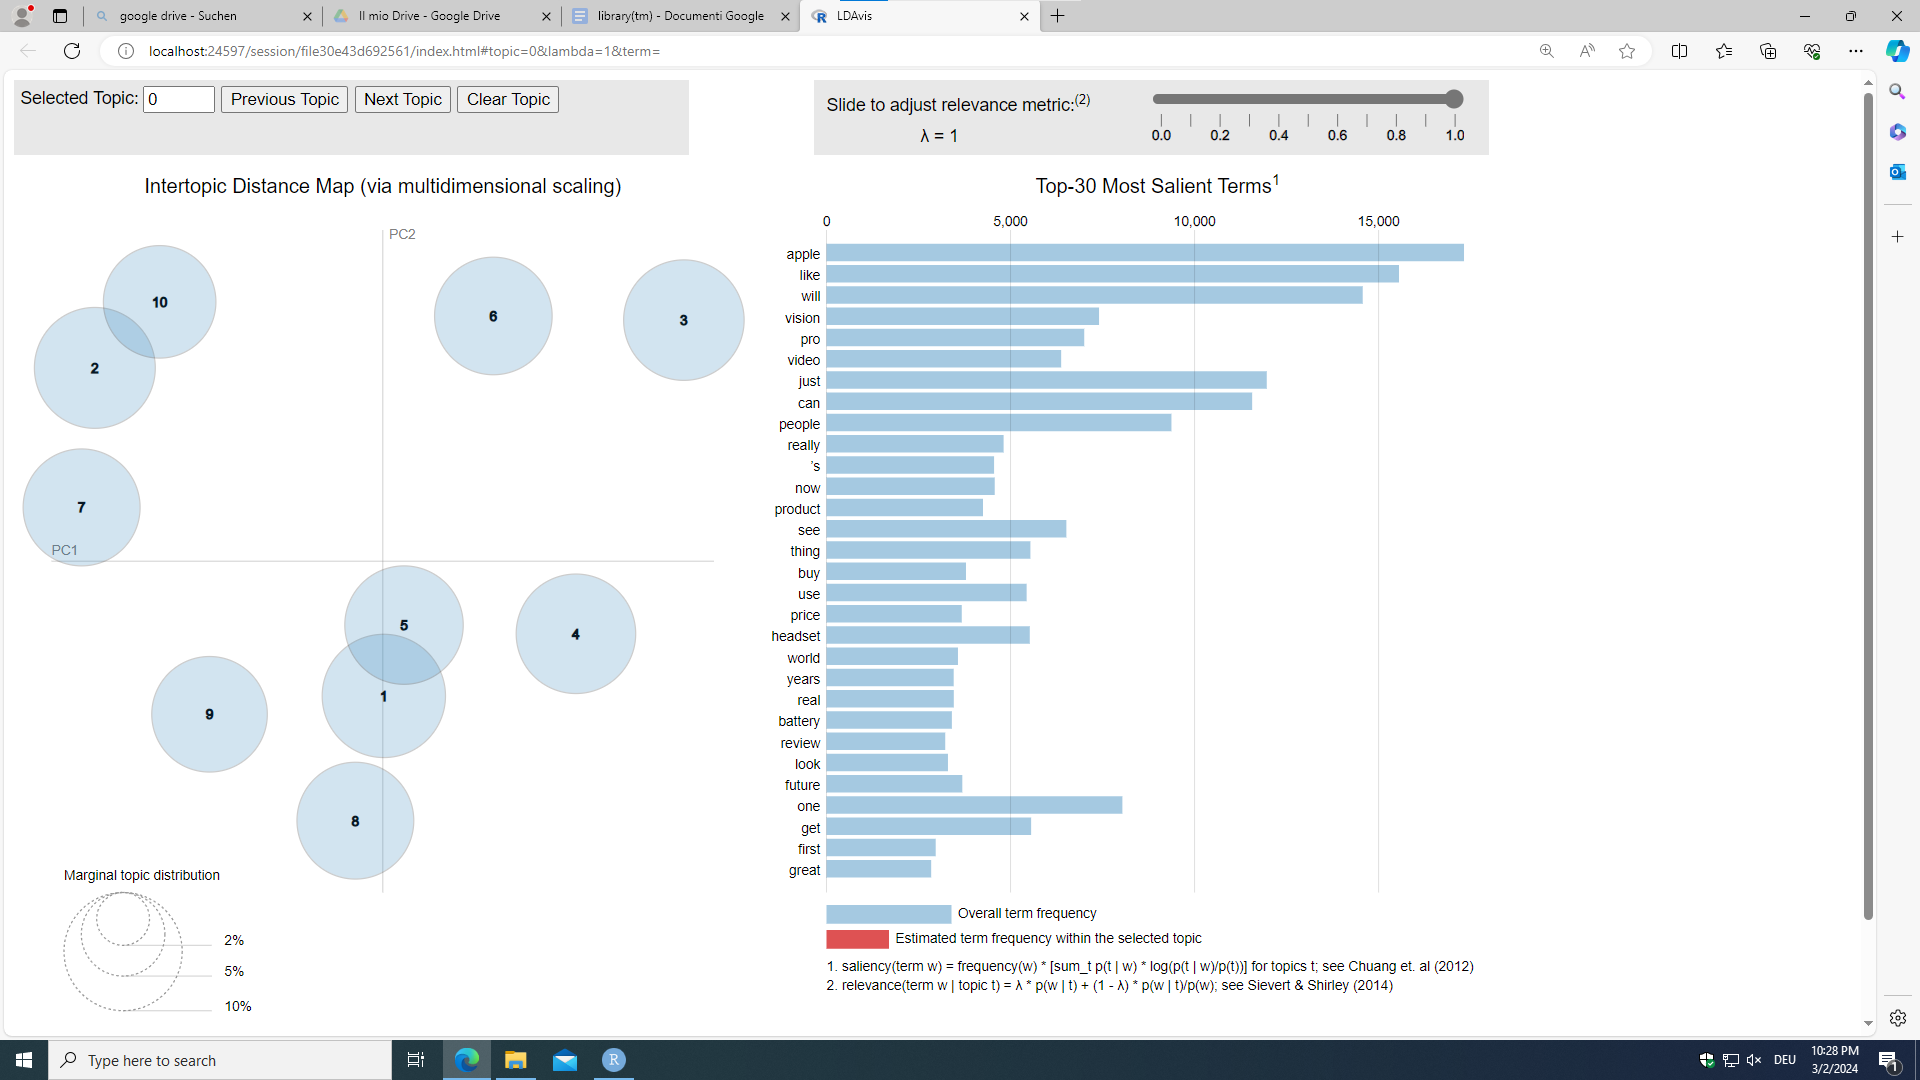 google drive - Suchen
Il mio Drive - Google Drive
library(tm) - Documenti Google
LDAvis
localhost:24597/session/file30e43d692561/index.html#topic=0&lambda=1&term=
Selected Topic: 0 Previous Topic Next Topic Clear Topic
Slide to adjust relevance metric:(2)
λ = 1
0.0 0.2 0.4 0.6 0.8 1.0
Intertopic Distance Map (via multidimensional scaling)
PC2
10
6
3
2
7
PC1
5
4
1
9
8
Marginal topic distribution
2%
5%
10%
Top-30 Most Salient Terms1
0 5,000 10,000 15,000
apple
like
will
vision
pro
video
just
can
people
really
's
now
product
see
thing
buy
use
price
headset
world
years
real
battery
review
look
future
one
get
first
great
Overall term frequency
Estimated term frequency within the selected topic
1. saliency(term w) = frequency(w) * [sum_t p(t | w) * log(p(t | w)/p(t))] for topics t; see Chuang et. al (2012)
2. relevance(term w | topic t) = λ * p(w | t) + (1 - λ) * p(w | t)/p(w); see Sievert & Shirley (2014)
Type here to search
R
DEU
10:28 PM
3/2/2024
1